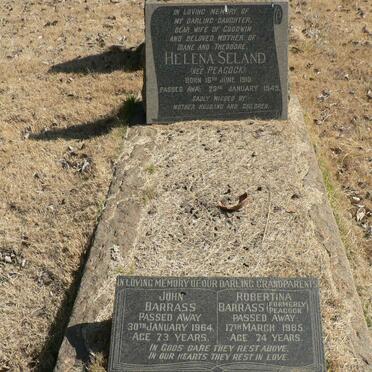 IN LOVING MEMORY OF
MY DARLING DAUGHTER,
DEAR WIFE OF GOODWIN
AND BELOVED MOTHER OF
DIANE AND THEODORE.
HELENA SELAND
(NEE PEACOCK)
BORN 16TH JUNE 1910
PASSED AWAY 29TH JANUARY 1949.
SADLY MISSED BY
MOTHER HUSBAND AND CHILDREN.
IN LOVING MEMORY OF OUR DARLING GRANDPARENTS
JOHN
BARRASS
PASSED AWAY
30TH JANUARY 1964,
AGED 73 YEARS.
ROBERTINA
BARRASS (FORMERLY PEACOCK)
PASSED AWAY
17TH MARCH 1965,
AGED 74 YEARS.
IN GODS CARE THEY REST ABOVE,
IN OUR HEARTS THEY REST IN LOVE.